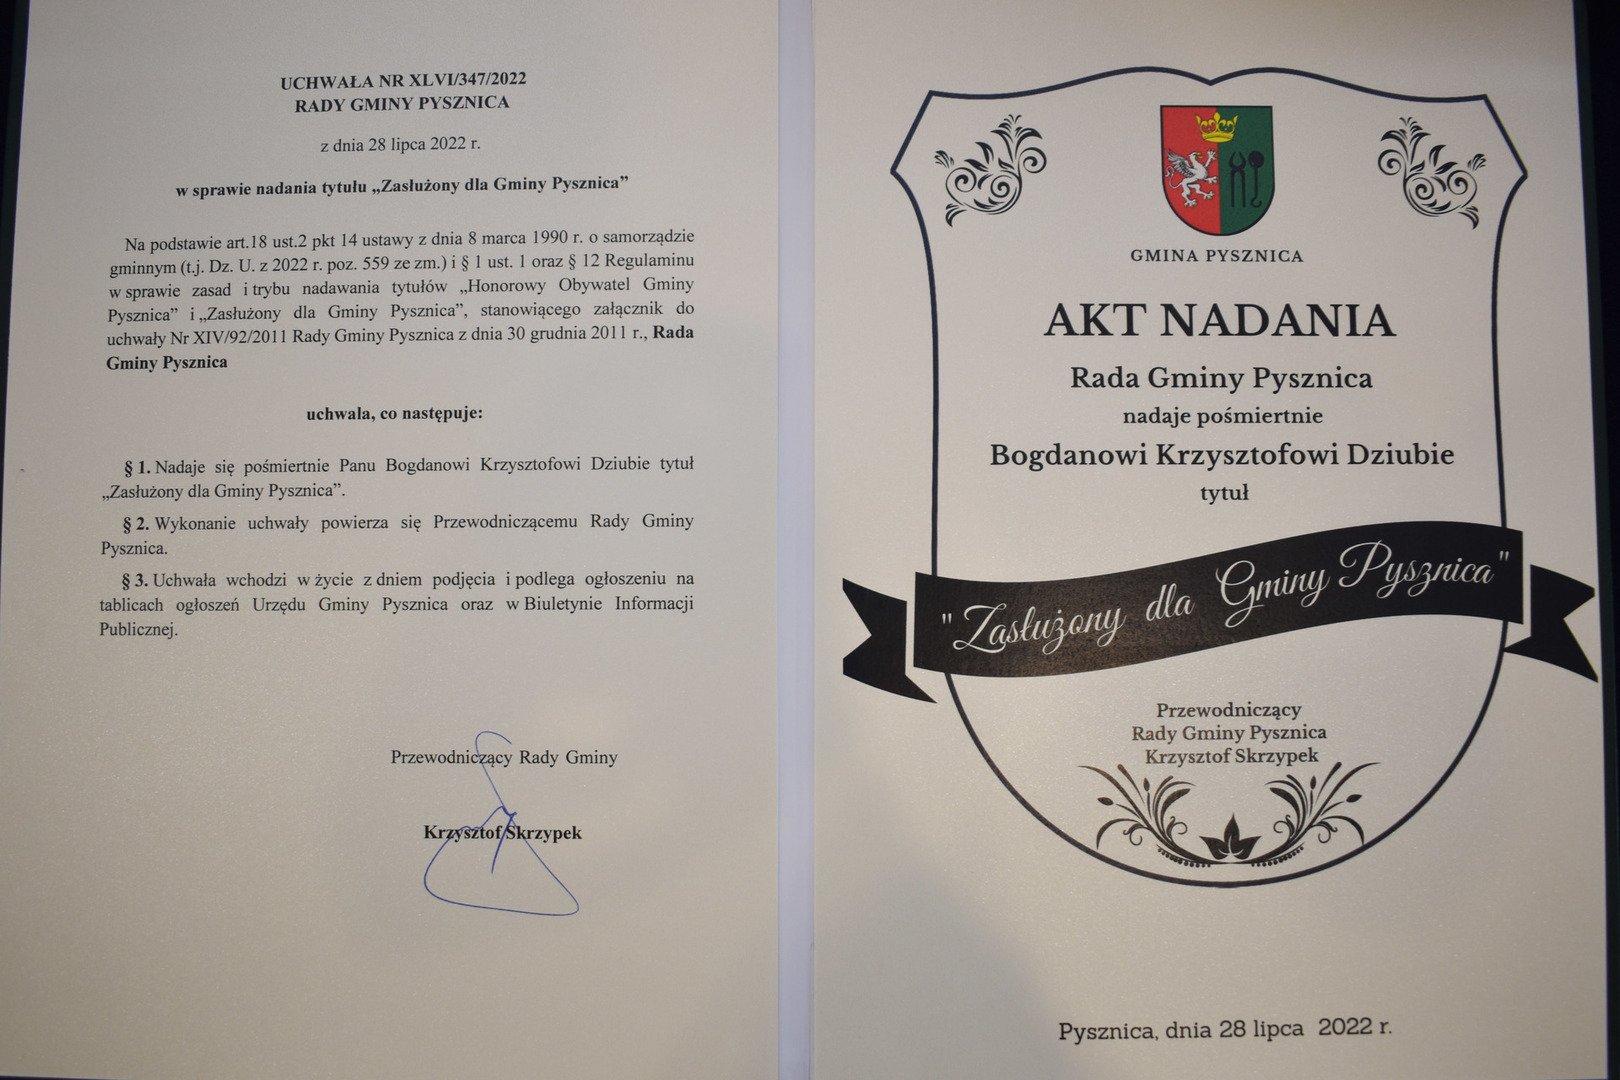 UCHWAŁA NR XLVI/347/2022
RADY GMINY PYSZNICA
z dnia 28 lipca 2022 r.
w sprawie nadania tytułu „Zasłużony dla Gminy Pysznica”
Na podstawie art.18 ust.2 pkt 14 ustawy z dnia 8 marca 1990 r. o samorządzie
gminnym (t.j. Dz. U. z 2022 r. poz. 559 ze zm.) i § 1 ust. 1 oraz § 12 Regulaminu
w sprawie zasad i trybu nadawania tytułów „Honorowy Obywatel Gminy
Pysznica” i „Zasłużony dla Gminy Pysznica”, stanowiącego załącznik do
uchwały Nr XIV/92/2011 Rady Gminy Pysznica z dnia 30 grudnia 2011 r., Rada
Gminy Pysznica
uchwala, co następuje:
§ 1. Nadaje się pośmiertnie Panu Bogdanowi Krzysztofowi Dziubie tytuł
„Zasłużony dla Gminy Pysznica”.
§ 2. Wykonanie uchwały powierza się Przewodniczącemu Rady Gminy
Pysznica.
§ 3. Uchwała wchodzi w życie z dniem podjęcia i podlega ogłoszeniu na
tablicach ogłoszeń Urzędu Gminy Pysznica oraz w Biuletynie Informacji
Publicznej.
Przewodniczący Rady Gminy
Krzysztof Skrzypek
GMINA PYSZNICA
AKT NADANIA
Rada Gminy Pysznica
nadaje pośmiertnie
Bogdanowi Krzysztofowi Dziubie
tytuł
"Zasłużony dla Gminy Pysznica"
Przewodniczący
Rady Gminy Pysznica
Krzysztof Skrzypek
Pysznica, dnia 28 lipca 2022 r.